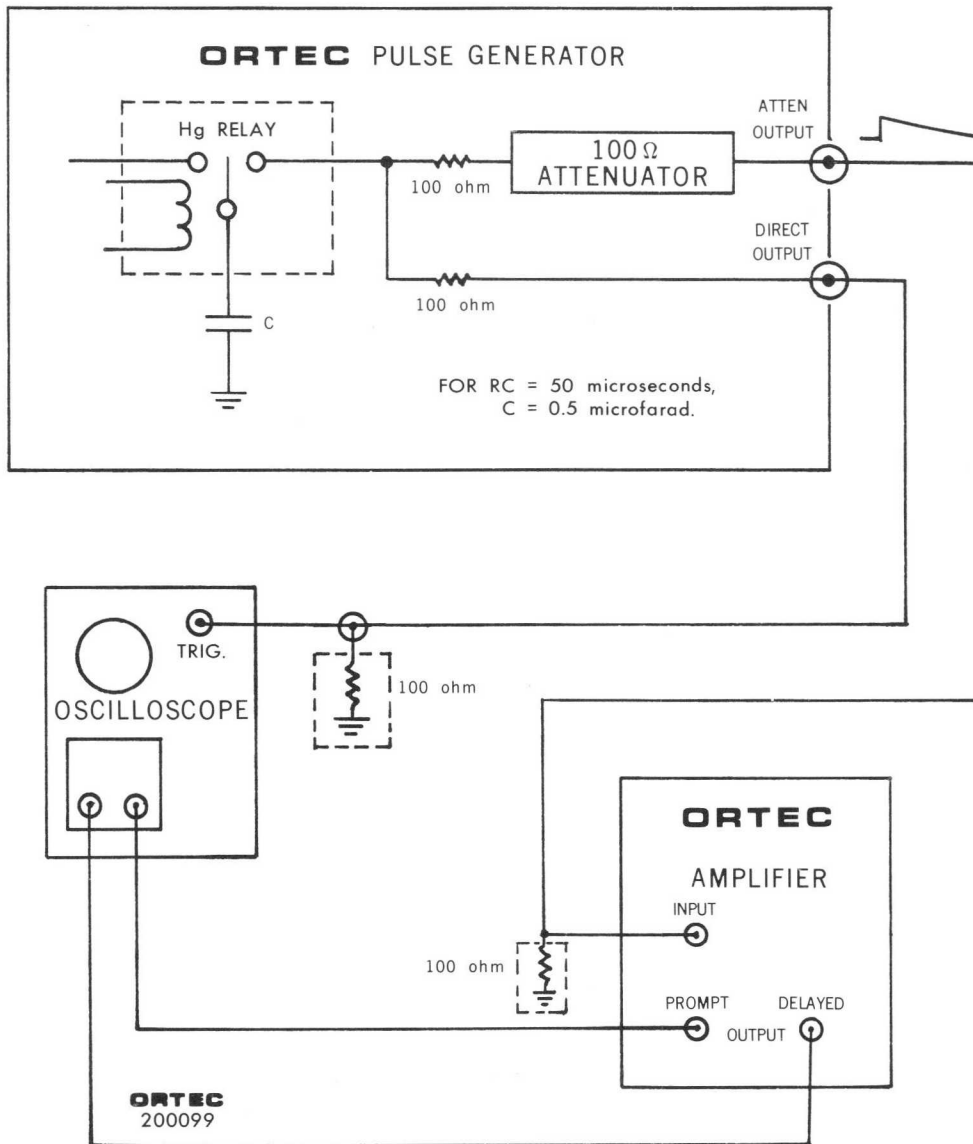 ORTEC PULSE GENERATOR
Hg RELAY
ATTEN
OUTPUT
100 Ω
ATTENUATOR
100 ohm
DIRECT
OUTPUT
100 ohm
C
FOR RC = 50 microseconds,
C = 0.5 microfarad.
TRIG.
OSCILLOSCOPE
100 ohm
ORTEC
AMPLIFIER
INPUT
100 ohm
PROMPT
DELAYED
OUTPUT
ORTEC
200099